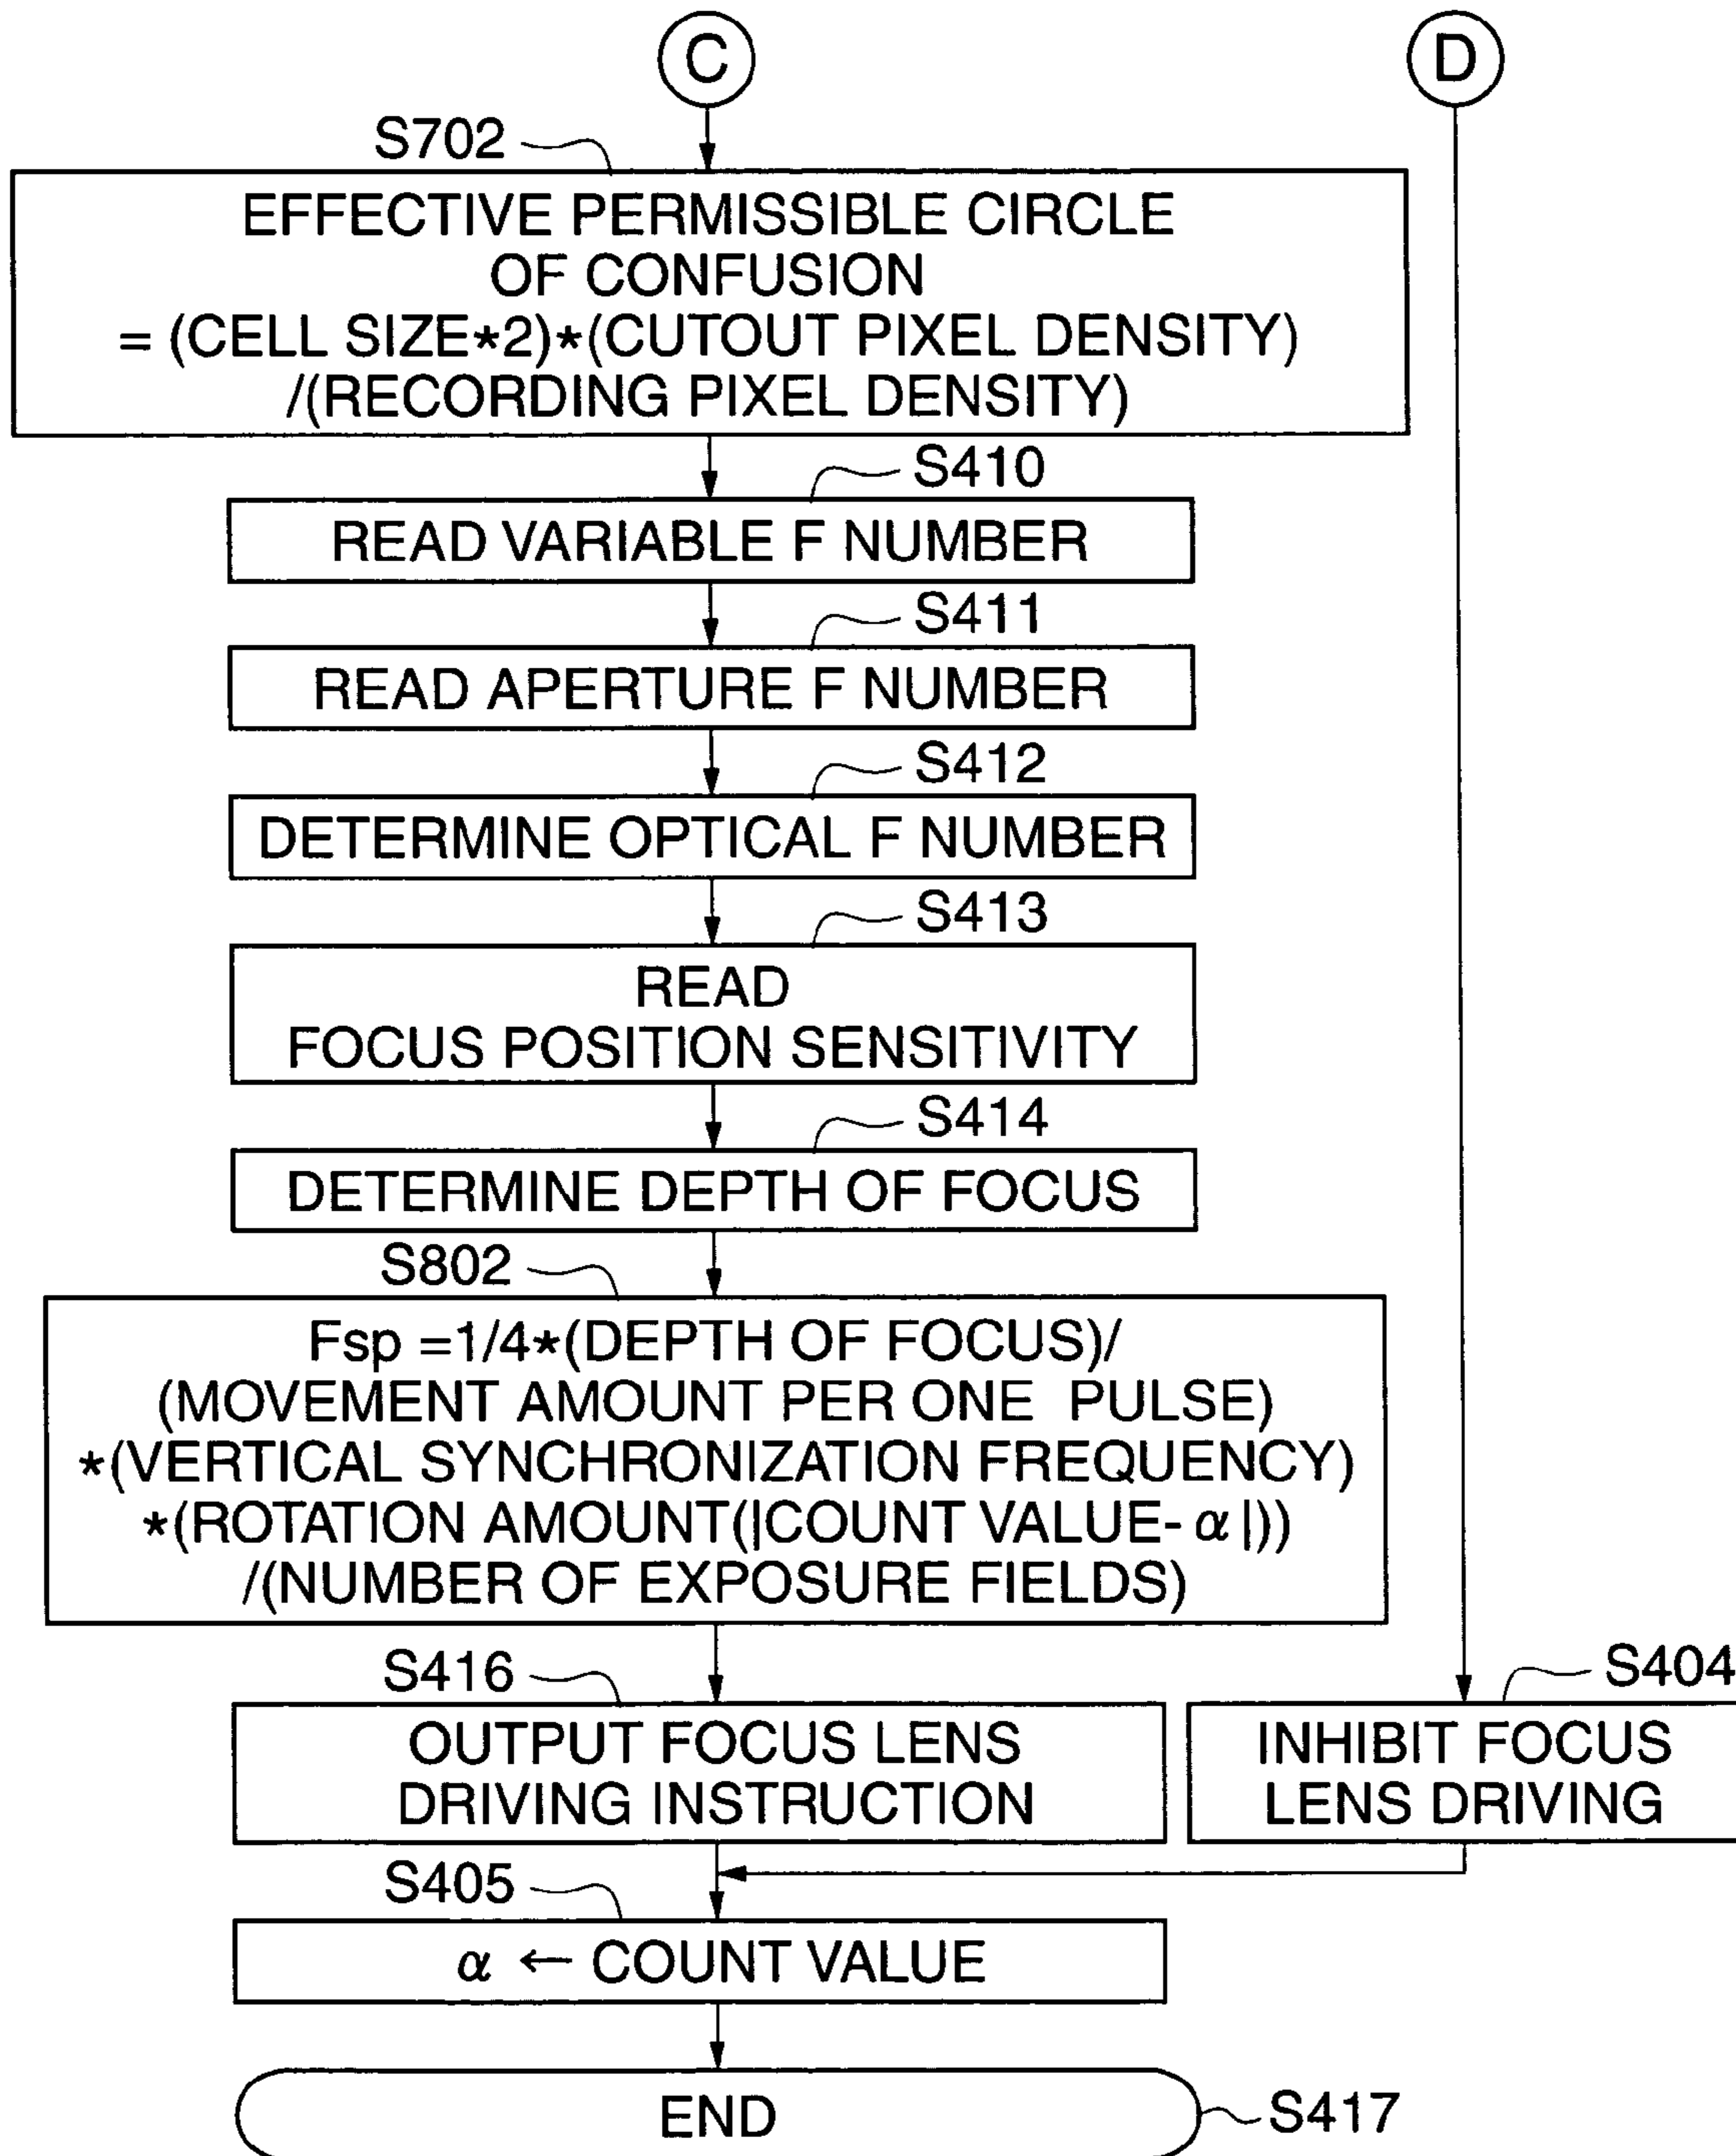 C
D
S702
EFFECTIVE PERMISSIBLE CIRCLE
OF CONFUSION
= (CELL SIZE*2)*(CUTOUT PIXEL DENSITY)
/(RECORDING PIXEL DENSITY)
S410
READ VARIABLE F NUMBER
S411
READ APERTURE F NUMBER
S412
DETERMINE OPTICAL F NUMBER
S413
READ
FOCUS POSITION SENSITIVITY
S414
DETERMINE DEPTH OF FOCUS
S802
Fsp =1/4*(DEPTH OF FOCUS)/
(MOVEMENT AMOUNT PER ONE PULSE)
*(VERTICAL SYNCHRONIZATION FREQUENCY)
*(ROTATION AMOUNT(|COUNT VALUE- α|))
/(NUMBER OF EXPOSURE FIELDS)
S416
OUTPUT FOCUS LENS
DRIVING INSTRUCTION
S404
INHIBIT FOCUS
LENS DRIVING
S405
α ← COUNT VALUE
END
S417